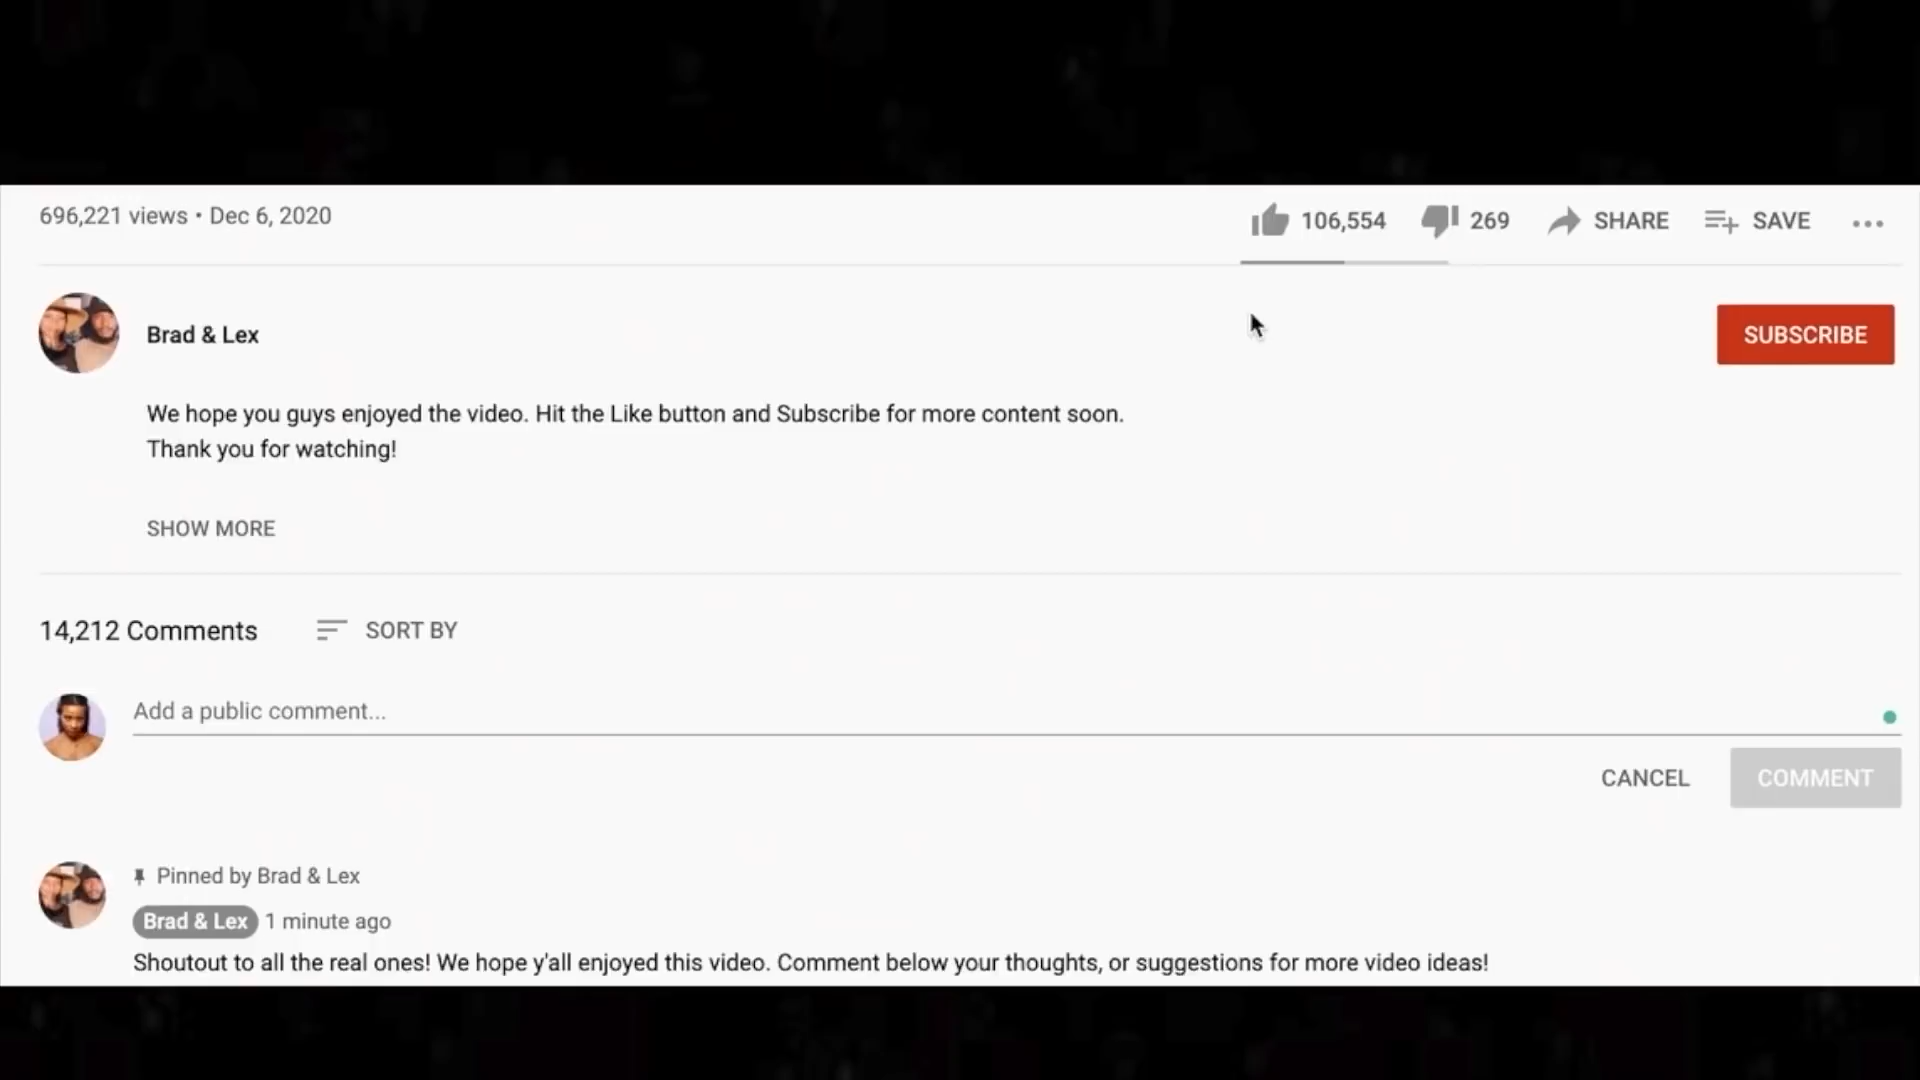 696,221 views • Dec 6, 2020
106,554
269
SHARE
SAVE
Brad & Lex
SUBSCRIBE
We hope you guys enjoyed the video. Hit the Like button and Subscribe for more content soon.
Thank you for watching!
SHOW MORE
14,212 Comments
SORT BY
Add a public comment...
CANCEL
COMMENT
Pinned by Brad & Lex
Brad & Lex 1 minute ago
Shoutout to all the real ones! We hope y'all enjoyed this video. Comment below your thoughts, or suggestions for more video ideas!